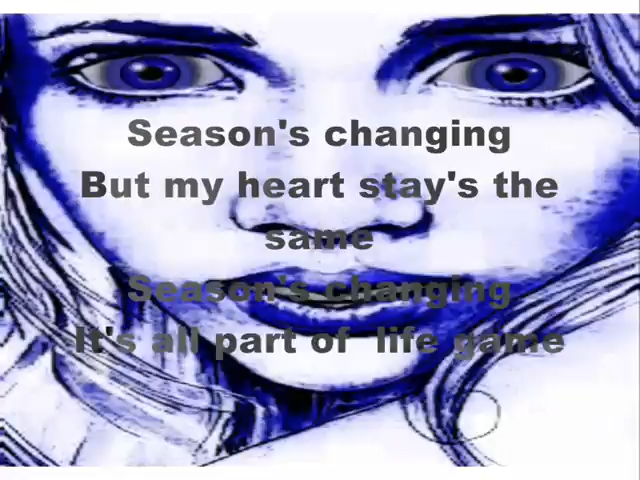 Season's changing
But my heart stay's the
same
Season's changing
It's all part of  life game